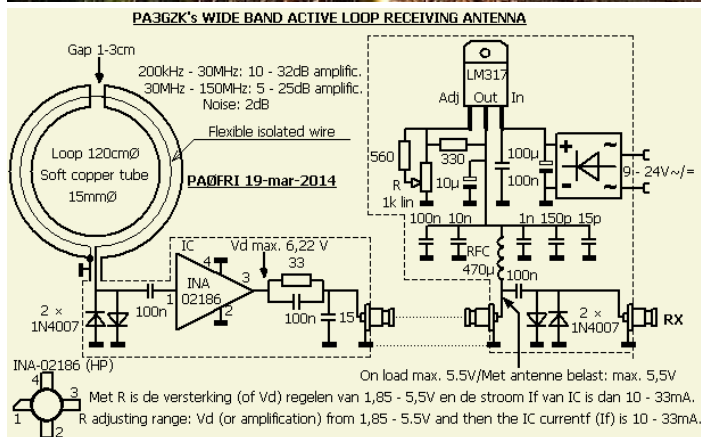 PA3GZK's WIDE BAND ACTIVE LOOP RECEIVING ANTENNA
Gap 1-3cm
200kHz - 30MHz: 10 - 32dB amplific.
30MHz - 150MHz: 5 - 25dB amplific.
Noise: 2dB
Flexible isolated wire
Loop 120cmØ
Soft copper tube
15mmØ
PAØFRI 19-mar-2014
LM317
Adj Out In
560
R
1k lin
330
10µ
100µ
100n
+ ~
- ~
9 - 24V~/=
100n 10n 1n 150p 15p
RFC
470µ
100n
IC
Vd max. 6,22 V
33
INA
02186
4
3
1
2
100n
100n
15
2 ×
1N4007
2 ×
1N4007
RX
INA-02186 (HP)
4
3
1
2
On load max. 5.5V/Met antenne belast: max. 5,5V
Met R is de versterking (of Vd) regelen van 1,85 - 5,5V en de stroom If van IC is dan 10 - 33mA.
R adjusting range: Vd (or amplification) from 1,85 - 5.5V and then the IC currentf (If) is 10 - 33mA.